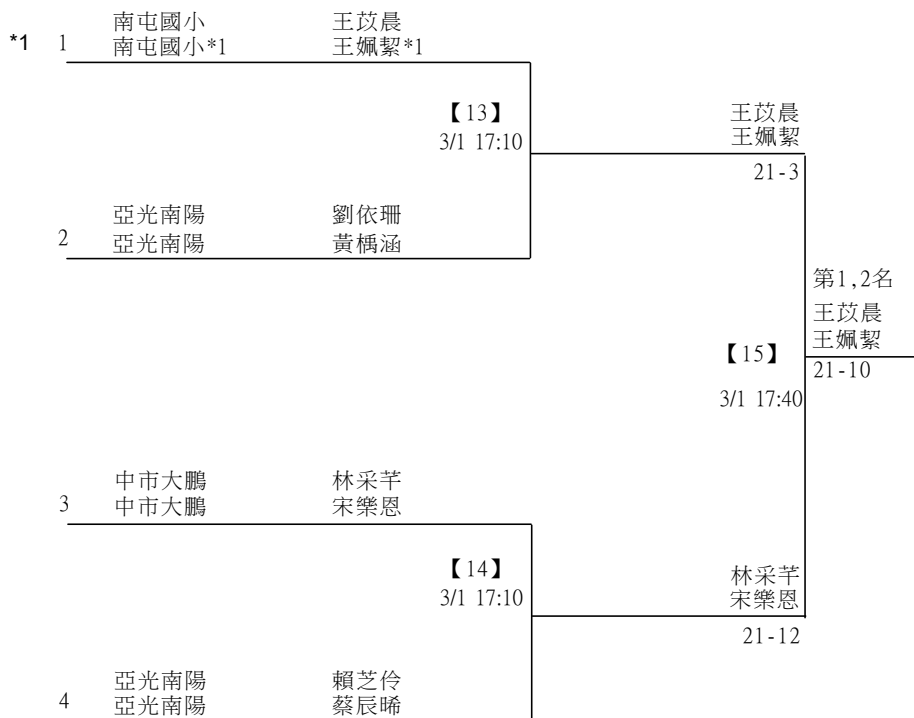 南屯國小 王苡晨
*1 1 南屯國小*1 王姵絜*1
【13】
3/1 17:10
王苡晨
王姵絜
21-3
亞光南陽 劉依珊
2 亞光南陽 黃楀涵
第1,2名
王苡晨
王姵絜
【15】
21-10
3/1 17:40
中市大鵬 林采芊
3 中市大鵬 宋樂恩
【14】
3/1 17:10
林采芊
宋樂恩
21-12
亞光南陽 賴芝伶
4 亞光南陽 蔡辰晞